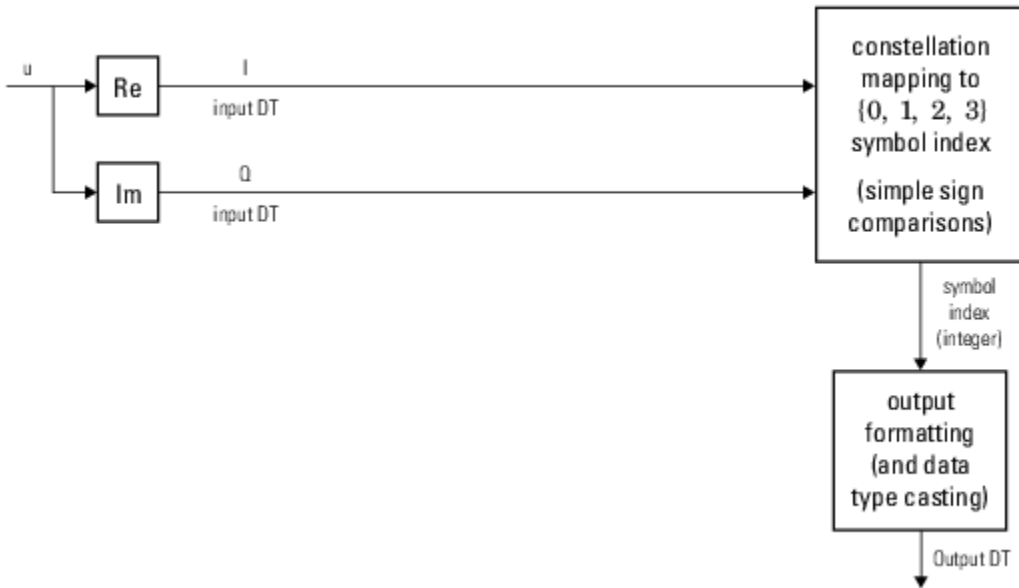 u
Re
I
input DT
Im
Q
input DT
constellation
mapping to
{0, 1, 2, 3}
symbol index
(simple sign
comparisons)
symbol
index
(integer)
output
formatting
(and data
type casting)
Output DT